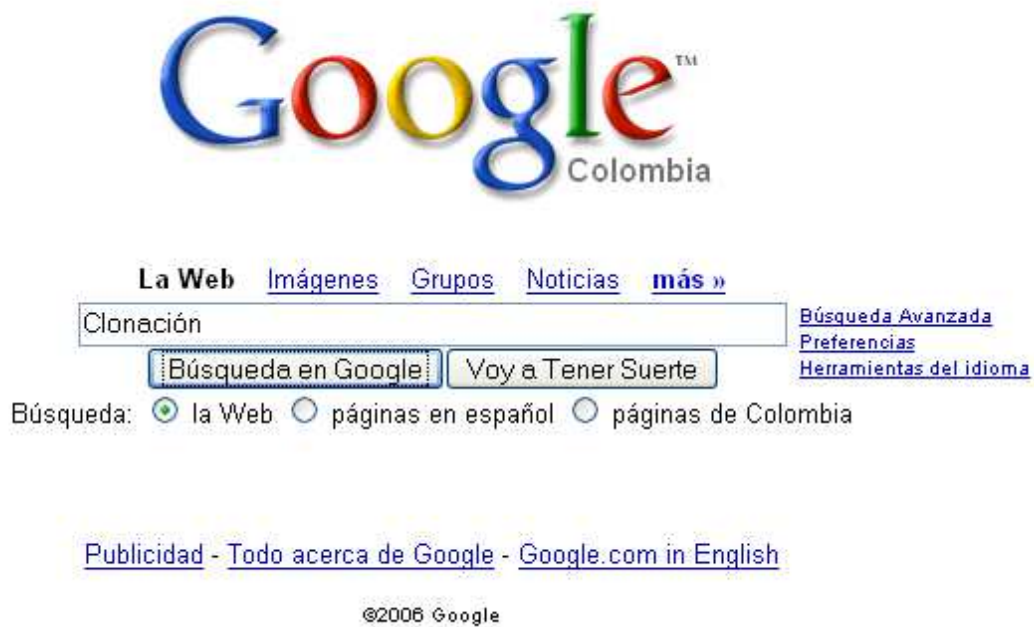 Google™
Colombia
La Web Imágenes Grupos Noticias más »
Clonación
Búsqueda Avanzada
Preferencias
Herramientas del idioma
Búsqueda en Google Voy a Tener Suerte
Búsqueda: la Web páginas en español páginas de Colombia
Publicidad - Todo acerca de Google - Google.com in English
©2006 Google